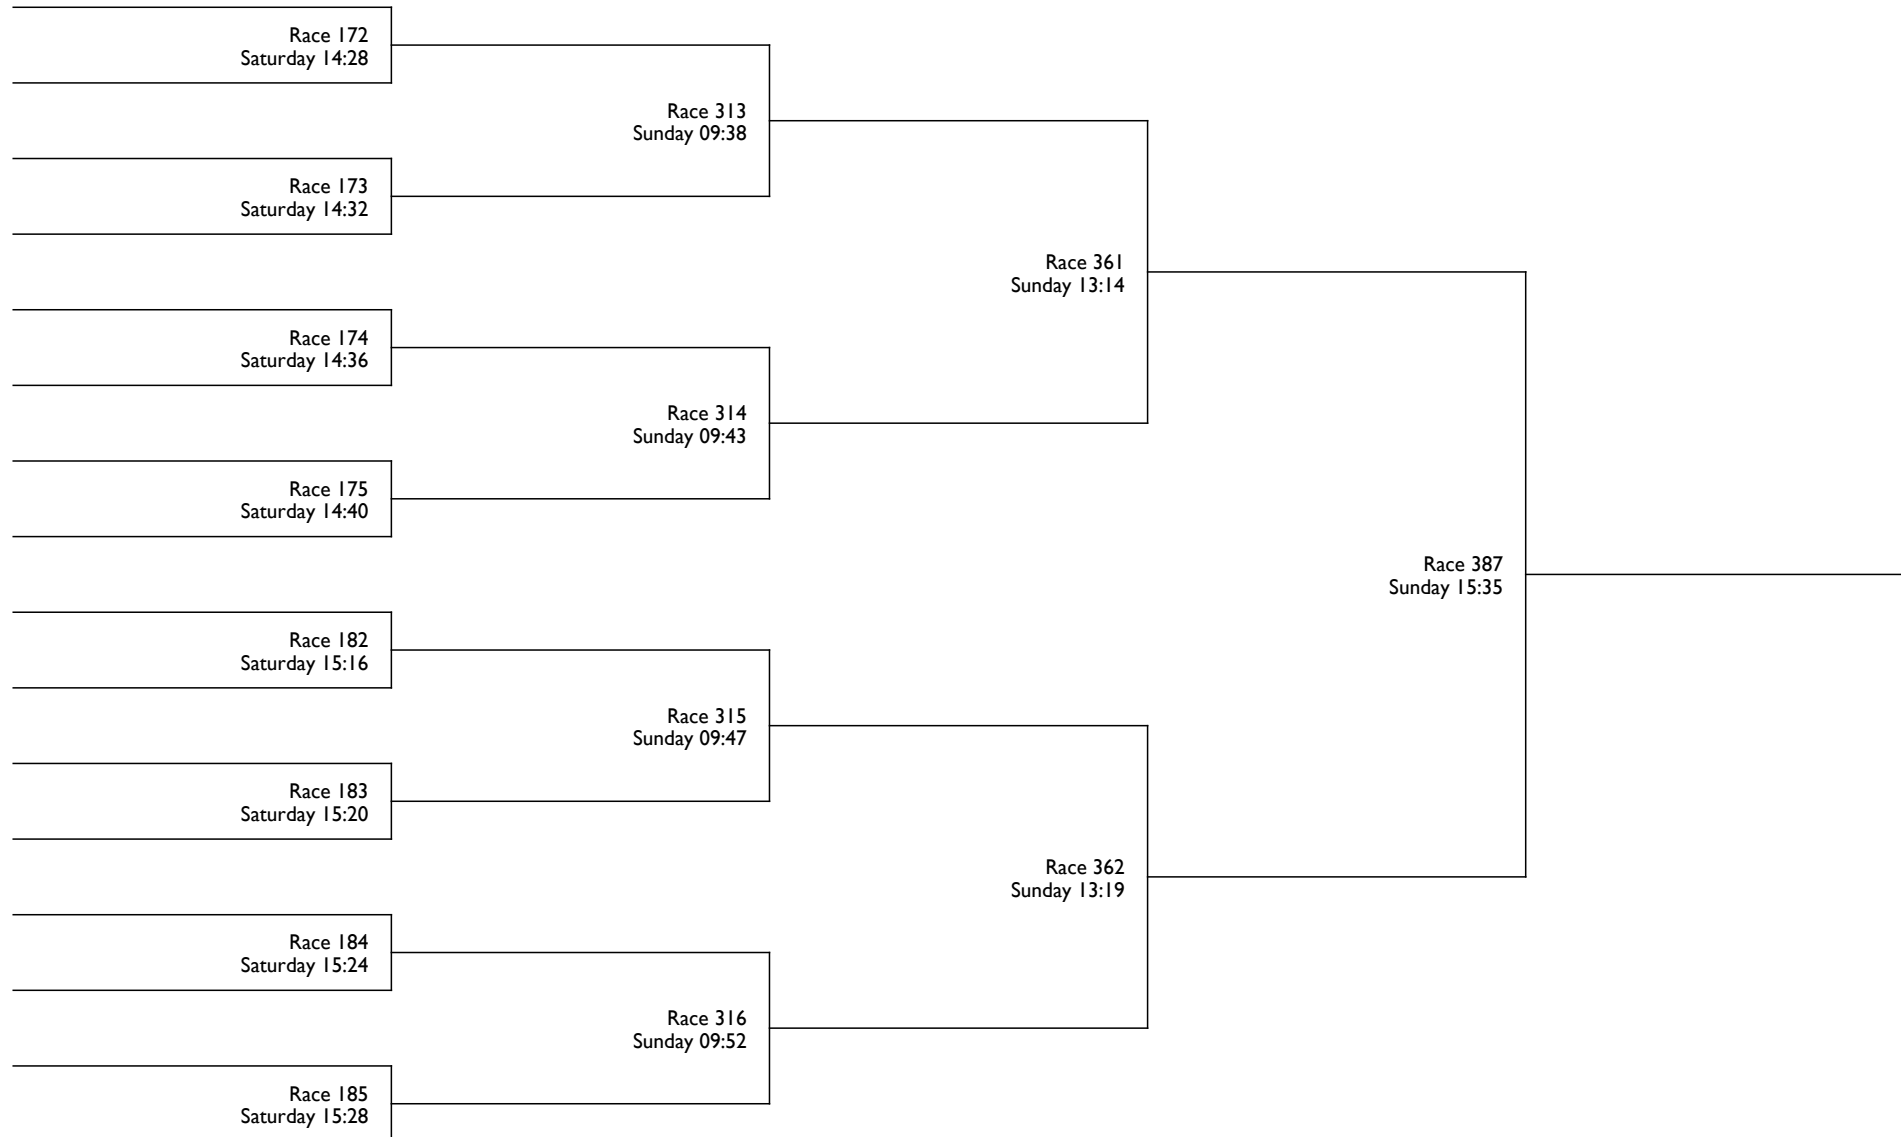 Race 172
Saturday 14:28
Race 313
Sunday 09:38
Race 173
Saturday 14:32
Race 361
Sunday 13:14
Race 174
Saturday 14:36
Race 314
Sunday 09:43
Race 175
Saturday 14:40
Race 387
Sunday 15:35
Race 182
Saturday 15:16
Race 315
Sunday 09:47
Race 183
Saturday 15:20
Race 362
Sunday 13:19
Race 184
Saturday 15:24
Race 316
Sunday 09:52
Race 185
Saturday 15:28